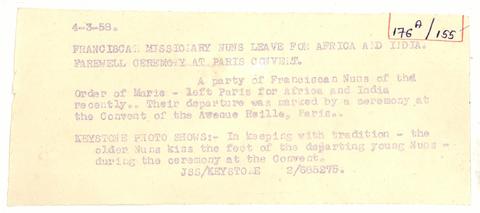 4-3-58.
176 A/155
FRANCISCAN MISSIONARY NUNS LEAVE FOR AFRICA AND INDIA.
FAREWELL CEREMONY AT PARIS CONVENT.
A party of Franciscan Nuns of the
Order of Marie - left Paris for Africa and India
recently.. Their departure was marked by a ceremony at
the Convent of the Avenue Reille, Paris..
KEYSTONE PHOTO SHOWS:- In keeping with tradition - the
older Nuns kiss the feet of the departing young Nuns -
during the ceremony at the Convent.
JSS/KEYSTONE 2/685275.